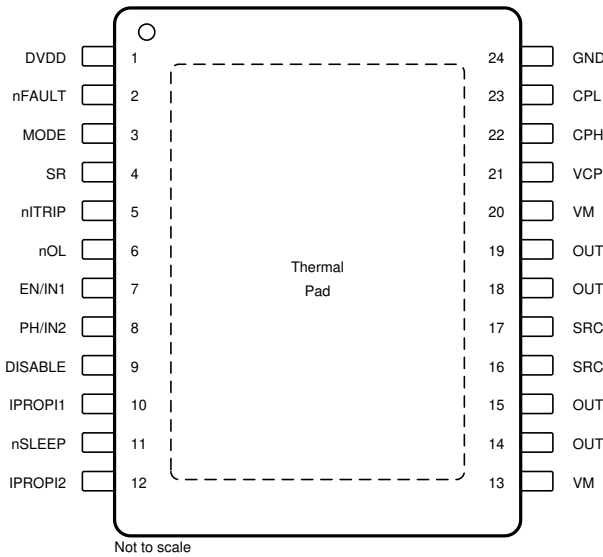 DVDD 1 24 GND
nFAULT 2 23 CPL
MODE 3 22 CPH
SR 4 21 VCP
nITRIP 5 20 VM
nOL 6 19 OUT
EN/IN1 7 18 OUT
Thermal
Pad
PH/IN2 8 17 SRC
DISABLE 9 16 SRC
IPROPI1 10 15 OUT
nSLEEP 11 14 OUT
IPROPI2 12 13 VM
Not to scale